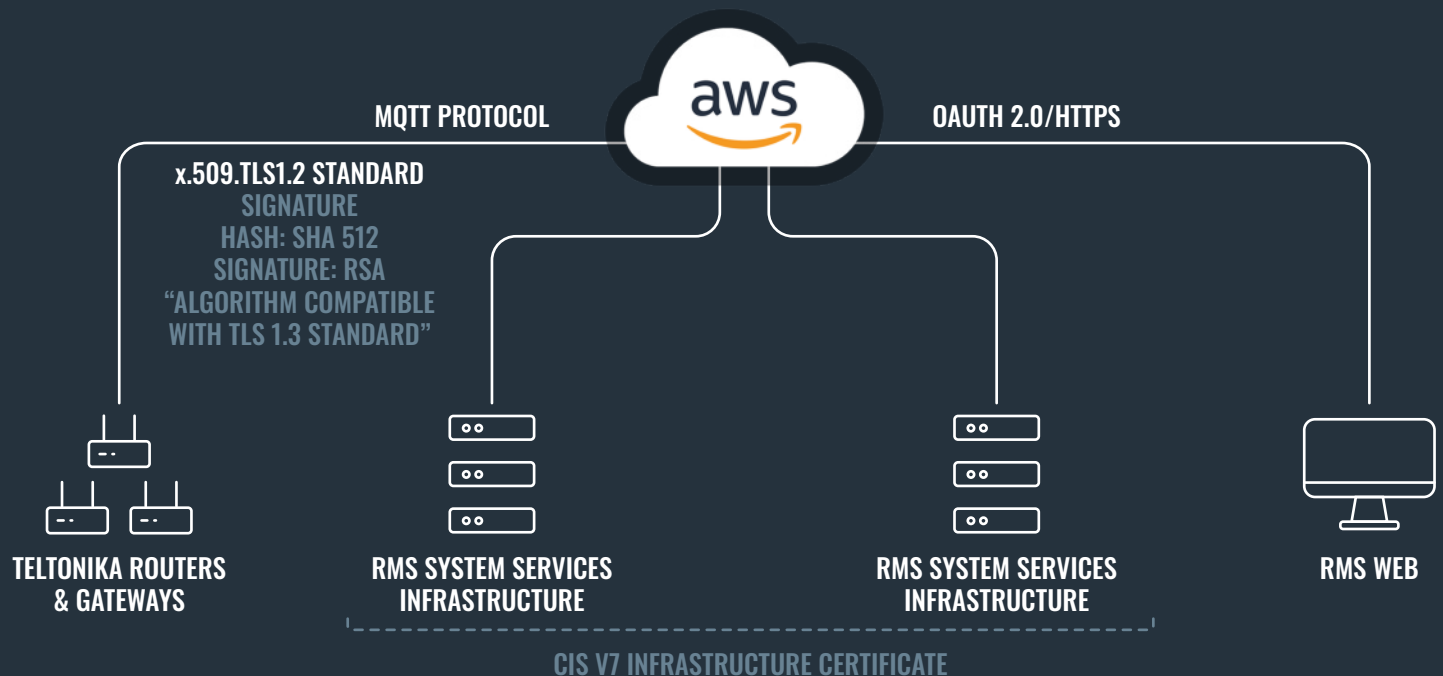 aws
MQTT PROTOCOL
OAUTH 2.0/HTTPS
x.509.TLS1.2 STANDARD
SIGNATURE
HASH: SHA 512
SIGNATURE: RSA
“ALGORITHM COMPATIBLE
WITH TLS 1.3 STANDARD”
TELTONIKA ROUTERS
& GATEWAYS
RMS SYSTEM SERVICES
INFRASTRUCTURE
RMS SYSTEM SERVICES
INFRASTRUCTURE
RMS WEB
CIS V7 INFRASTRUCTURE CERTIFICATE